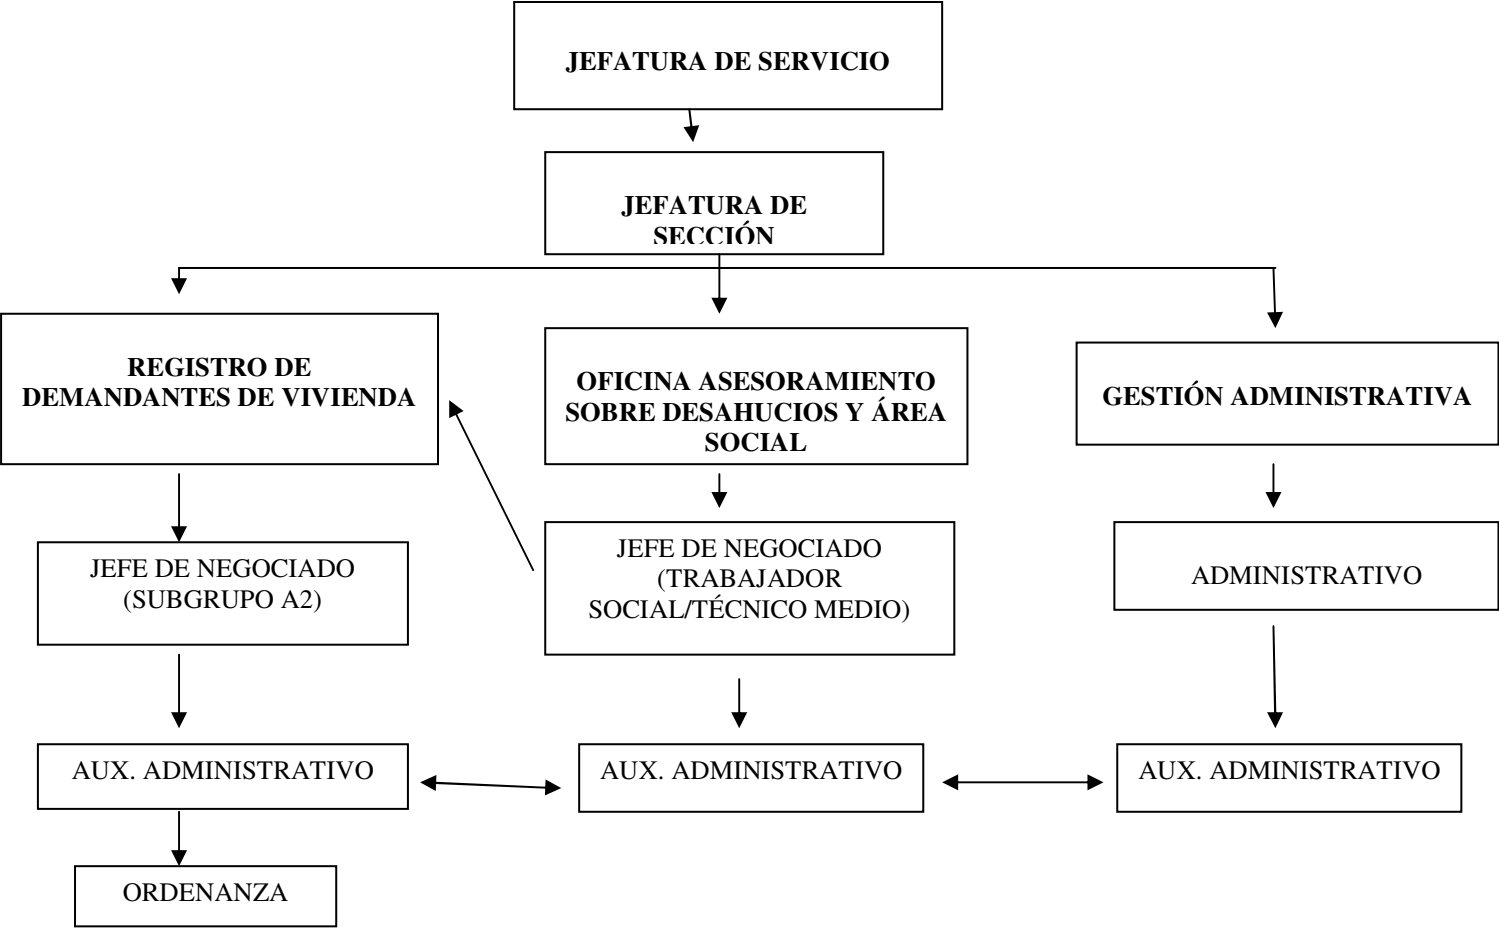 JEFATURA DE SERVICIO
JEFATURA DE
SECCIÓN
REGISTRO DE
DEMANDANTES DE VIVIENDA
OFICINA ASESORAMIENTO
SOBRE DESAHUCIOS Y ÁREA
SOCIAL
GESTIÓN ADMINISTRATIVA
JEFE DE NEGOCIADO
(SUBGRUPO A2)
JEFE DE NEGOCIADO
(TRABAJADOR
SOCIAL/TÉCNICO MEDIO)
ADMINISTRATIVO
AUX. ADMINISTRATIVO
AUX. ADMINISTRATIVO
AUX. ADMINISTRATIVO
ORDENANZA